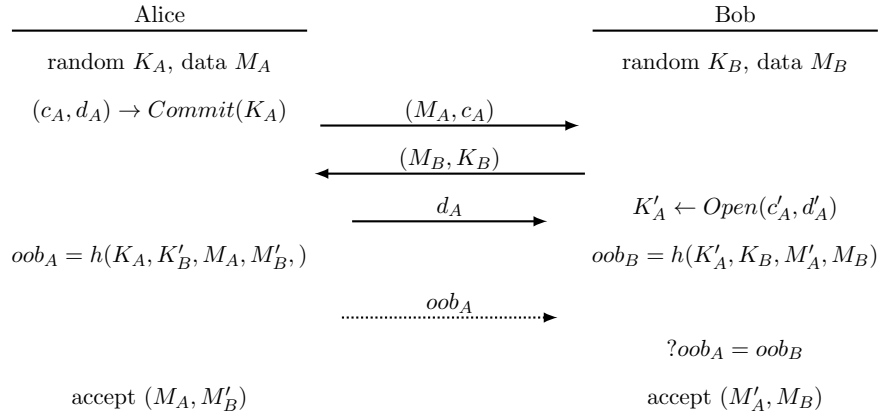 Alice Bob
random K_A, data M_A random K_B, data M_B
(c_A, d_A) → Commit(K_A)
(M_A, c_A)
(M_B, K_B)
d_A K′_A ← Open(c′_A, d′_A)
oob_A = h(K_A, K′_B, M_A, M′_B, ) oob_B = h(K′_A, K_B, M′_A, M_B)
oob_A
?oob_A = oob_B
accept (M_A, M′_B) accept (M′_A, M_B)